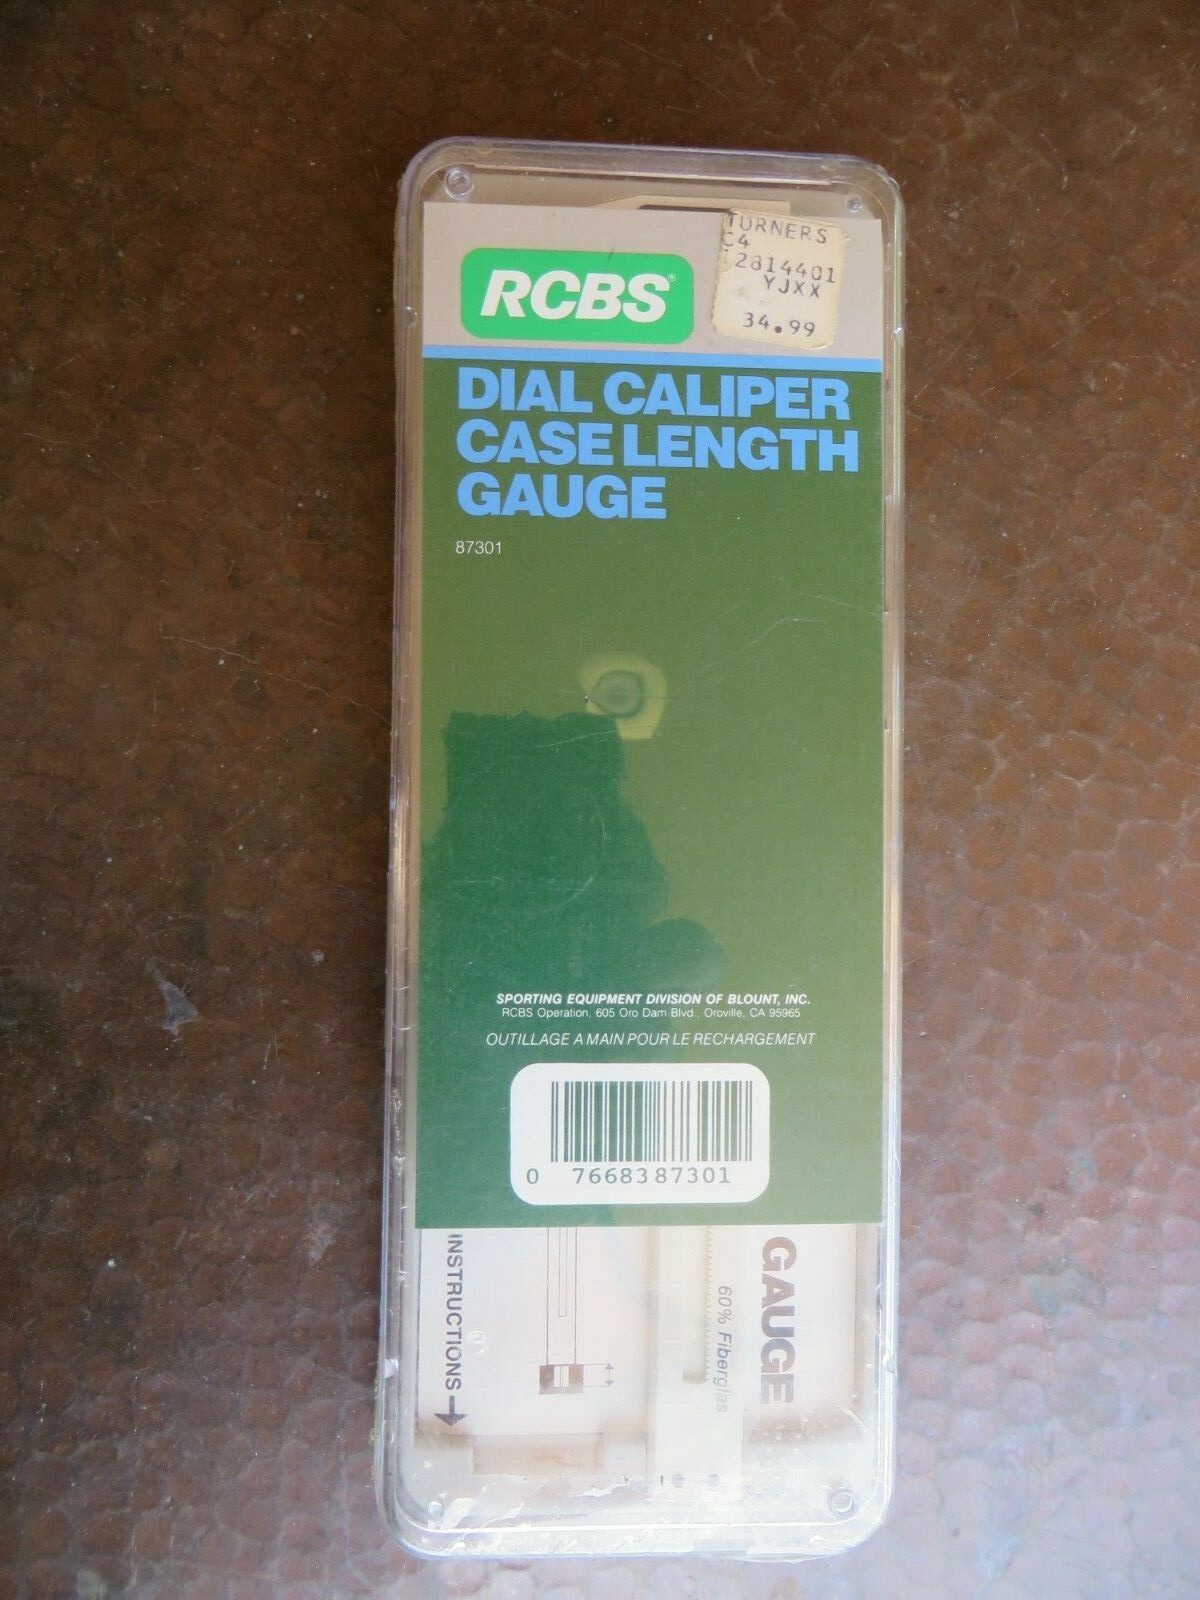 TURNERS
C4
2814401
YJXX
34.99
RCBS®
DIAL CALIPER
CASE LENGTH
GAUGE
87301
SPORTING EQUIPMENT DIVISION OF BLOUNT, INC.
RCBS Operation, 605 Oro Dam Blvd., Oroville, CA 95965
OUTILLAGE A MAIN POUR LE RECHARGEMENT
0 76683 87301
INSTRUCTIONS
60% Fiberglas
GAUGE